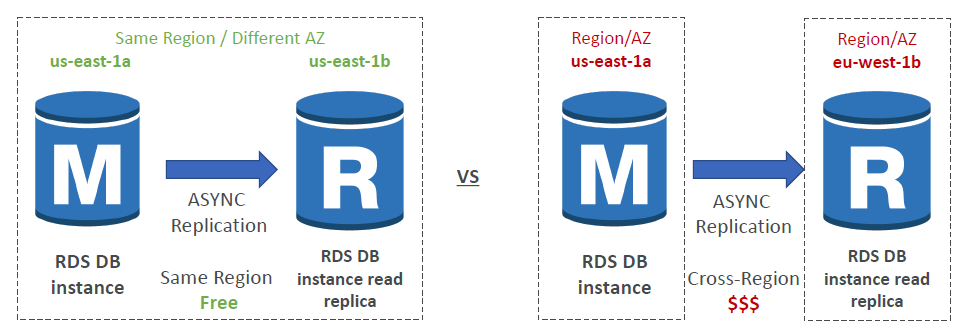 Same Region / Different AZ
us-east-1a
us-east-1b
M
R
ASYNC
Replication
RDS DB
instance
Same Region
Free
RDS DB
instance read
replica
VS
Region/AZ
us-east-1a
Region/AZ
eu-west-1b
M
R
ASYNC
Replication
RDS DB
instance
Cross-Region
$$$
RDS DB
instance read
replica